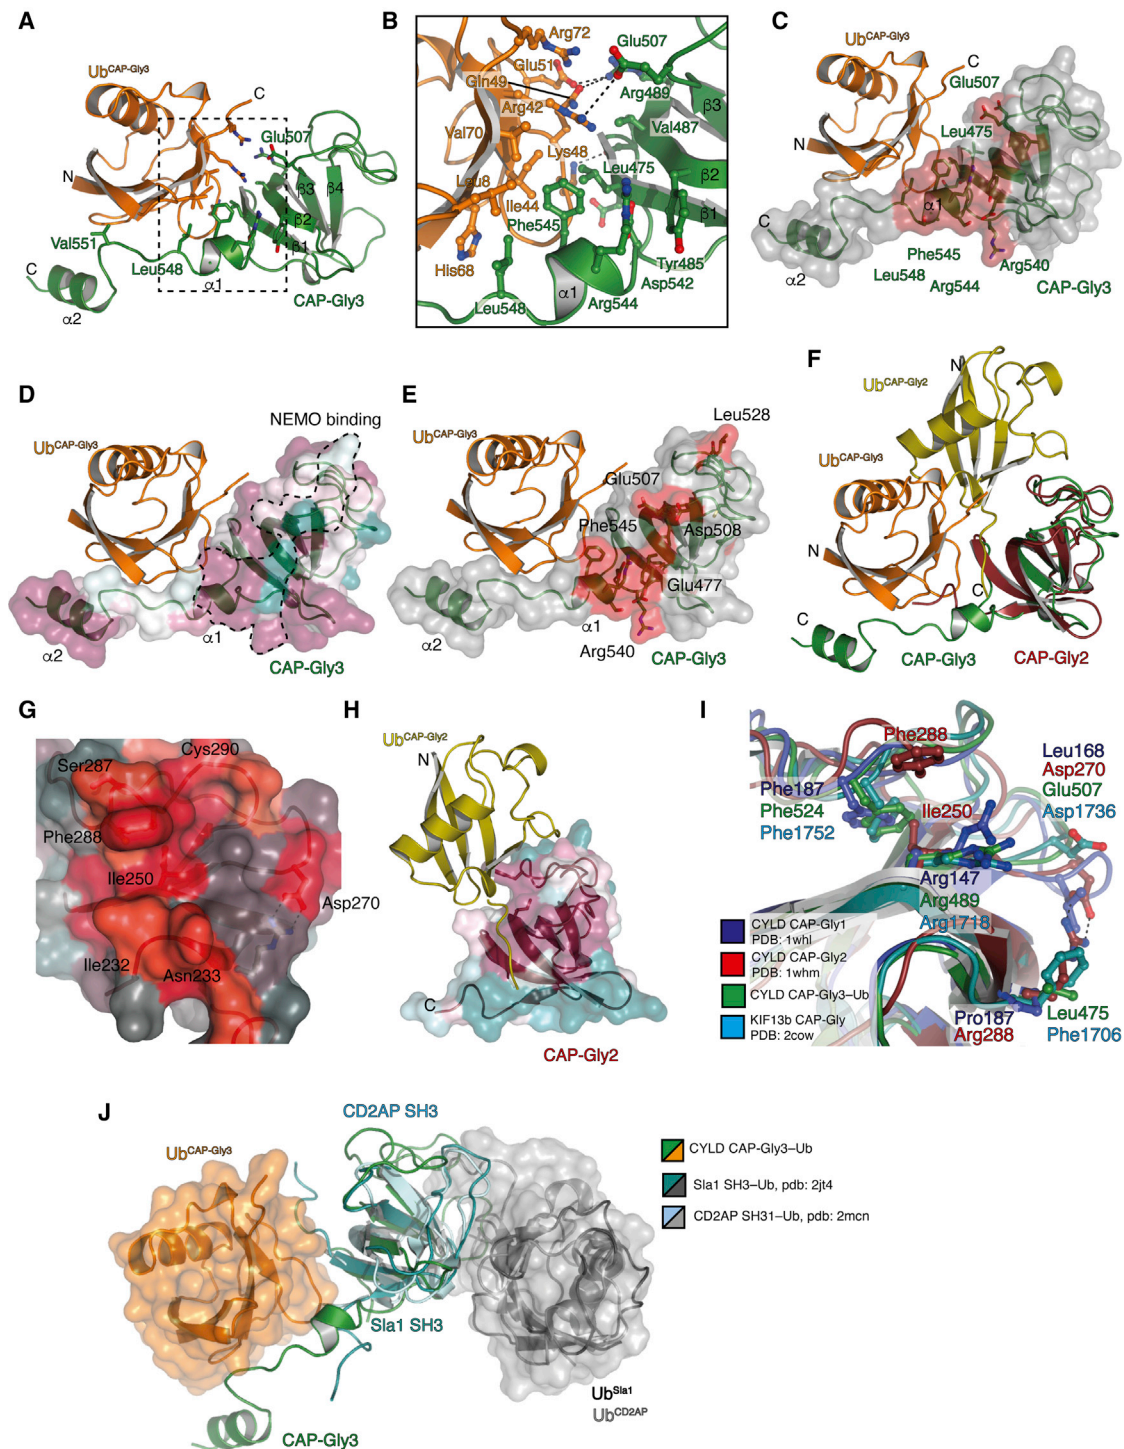 A
Ub^CAP-Gly3
C
Glu507
N
β3
β4
β2
β1
Val551
C
Leu548
α1
α2
CAP-Gly3
B
Arg72
Glu507
Glu51
Gln49
Arg489
Arg42
β3
Val487
Val70
Lys48
Leu475
β2
Leu8
Ile44
β1
Phe545
Tyr485
His68
Asp542
α1
Arg544
Leu548
C
Ub^CAP-Gly3
Glu507
Leu475
N
α1
C
Phe545
Arg540
Leu548
Arg544
α2
CAP-Gly3
D
NEMO binding
Ub^CAP-Gly3
α1
α2
CAP-Gly3
E
Leu528
Ub^CAP-Gly3
Glu507
Phe545
Asp508
Glu477
α1
α2
Arg540
CAP-Gly3
F
N
Ub^CAP-Gly2
Ub^CAP-Gly3
N
C
C
CAP-Gly3
CAP-Gly2
G
Cys290
Ser287
Phe288
Ile250
Asp270
Ile232
Asn233
H
Ub^CAP-Gly2
N
C
CAP-Gly2
I
Phe288
Leu168
Asp270
Glu507
Asp1736
Phe187
Phe524
Phe1752
Ile250
Arg147
Arg489
Arg1718
CYLD CAP-Gly1
PDB: 1whl
CYLD CAP-Gly2
PDB: 1whm
CYLD CAP-Gly3–Ub
KIF13b CAP-Gly
PDB: 2cow
Pro187
Arg288
Leu475
Phe1706
J
CD2AP SH3
Ub^CAP-Gly3
CYLD CAP-Gly3–Ub
Sla1 SH3–Ub, pdb: 2jt4
CD2AP SH31–Ub, pdb: 2mcn
Sla1 SH3
Ub^Sla1
Ub^CD2AP
CAP-Gly3